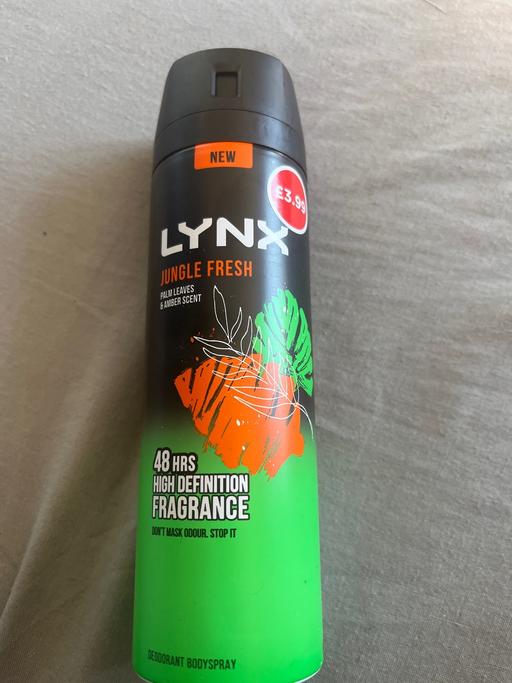 NEW
£3.99
LYNX
JUNGLE FRESH
PALM LEAVES
& AMBER SCENT
48 HRS
HIGH DEFINITION
FRAGRANCE
DON'T MASK ODOUR. STOP IT
DEODORANT BODYSPRAY